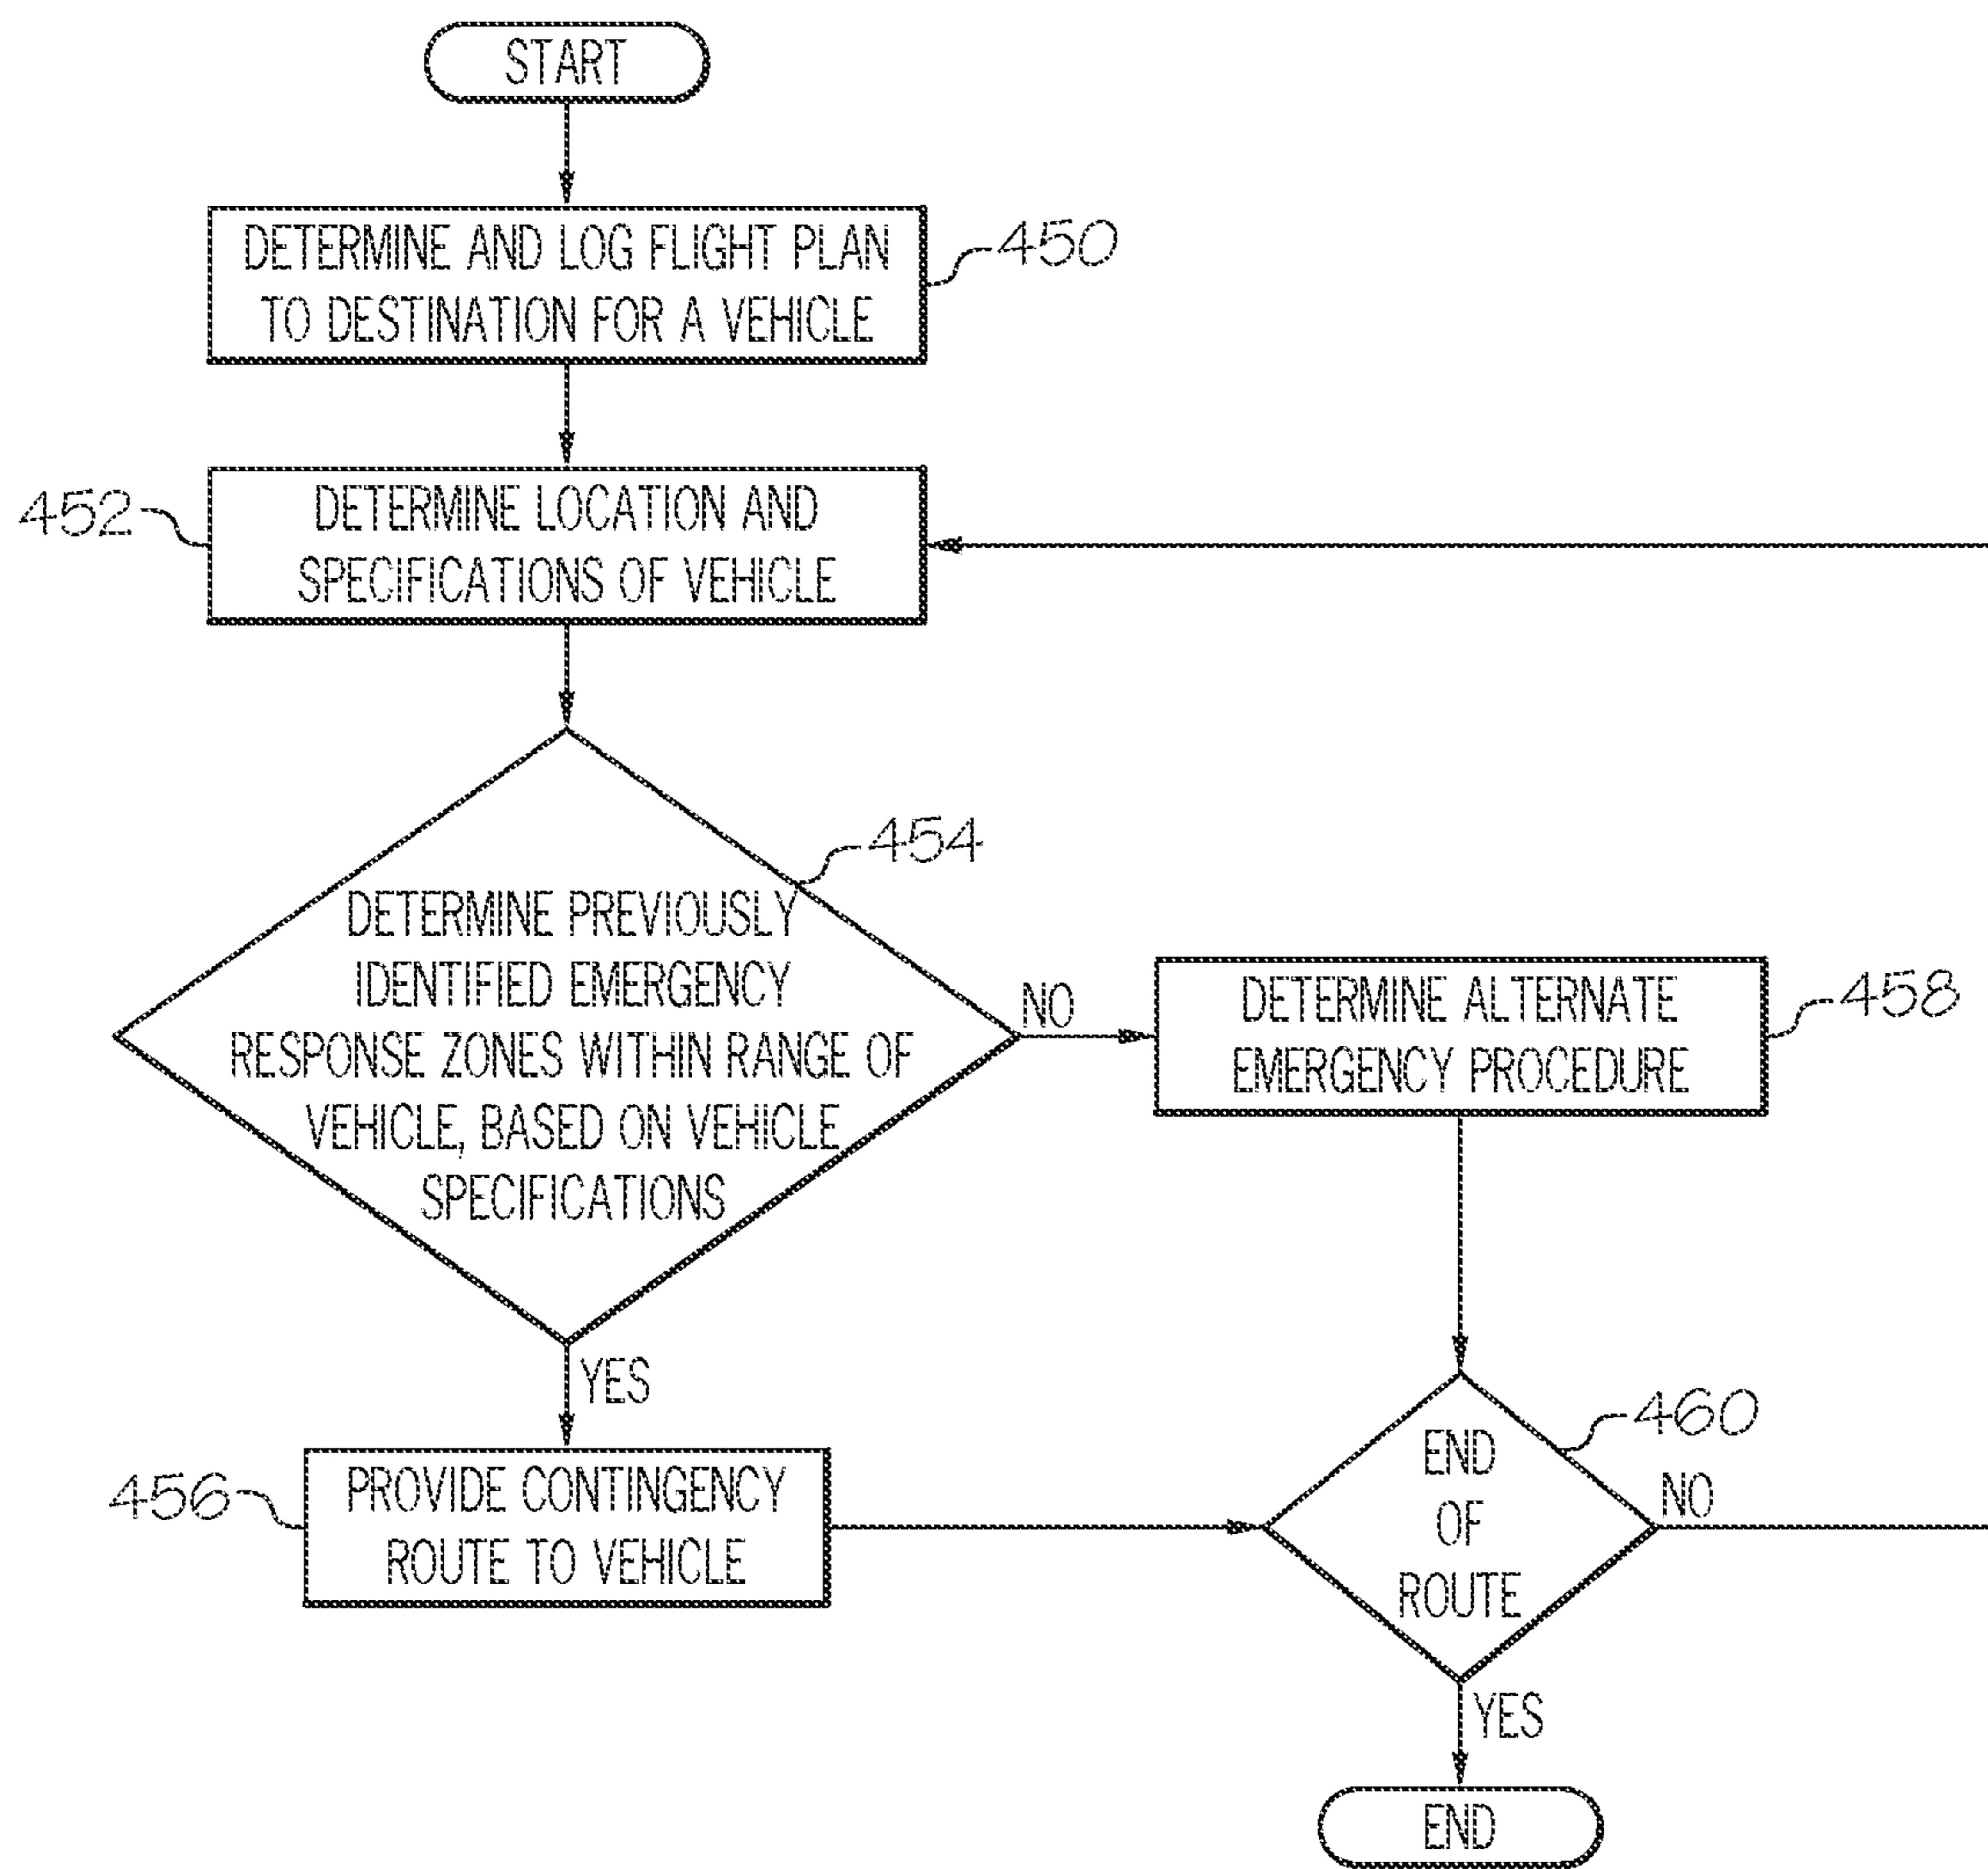 START
DETERMINE AND LOG FLIGHT PLAN
TO DESTINATION FOR A VEHICLE
450
452
DETERMINE LOCATION AND
SPECIFICATIONS OF VEHICLE
454
DETERMINE PREVIOUSLY
IDENTIFIED EMERGENCY
RESPONSE ZONES WITHIN RANGE OF
VEHICLE, BASED ON VEHICLE
SPECIFICATIONS
NO
DETERMINE ALTERNATE
EMERGENCY PROCEDURE
458
YES
456
PROVIDE CONTINGENCY
ROUTE TO VEHICLE
460
END
OF
ROUTE
NO
YES
END